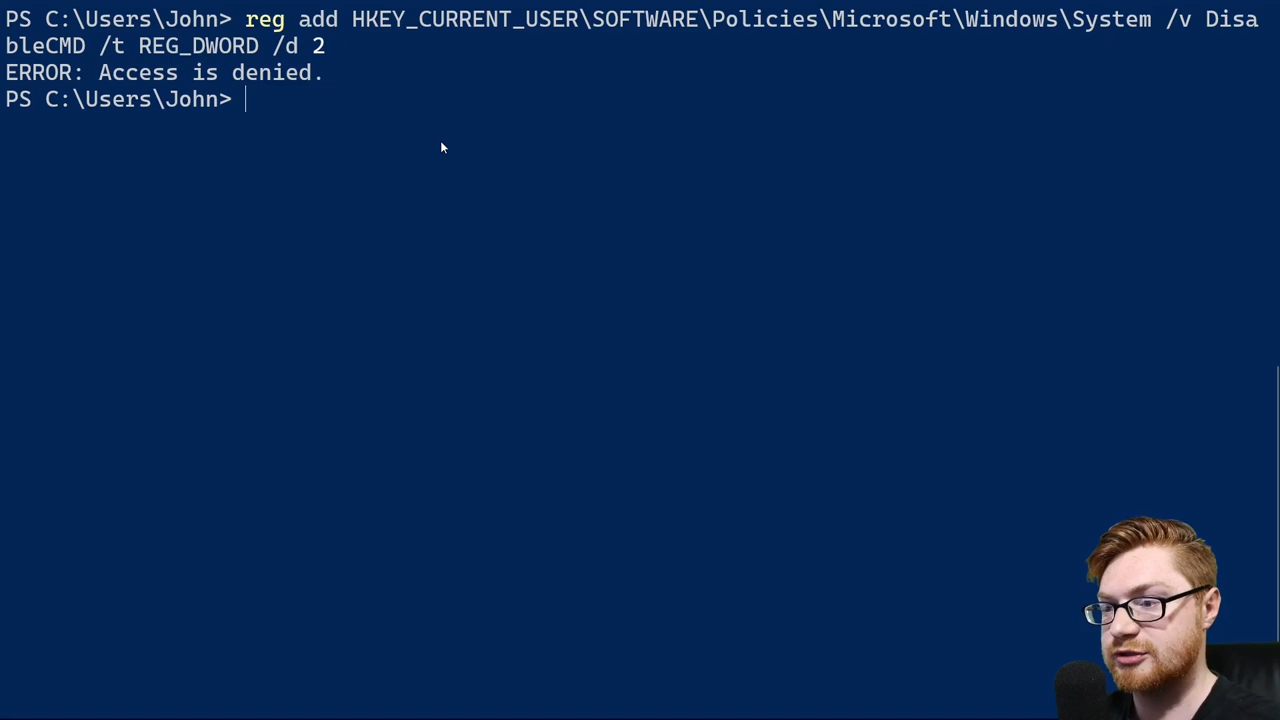 PS C:\Users\John> reg add HKEY_CURRENT_USER\SOFTWARE\Policies\Microsoft\Windows\System /v Disa
bleCMD /t REG_DWORD /d 2
ERROR: Access is denied.
PS C:\Users\John>